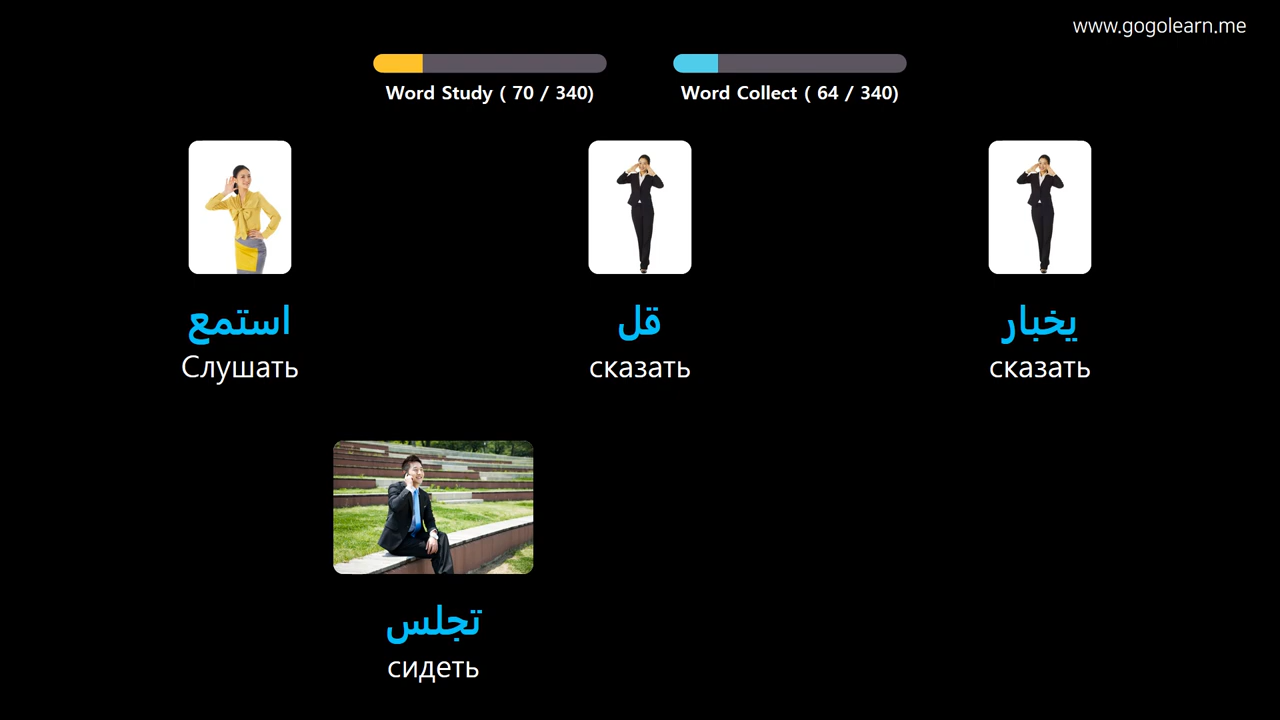 www.gogolearn.me
Word Study ( 70 / 340)
Word Collect ( 64 / 340)
استمع
Слушать
قل
сказать
يخبار
сказать
تجلس
сидеть